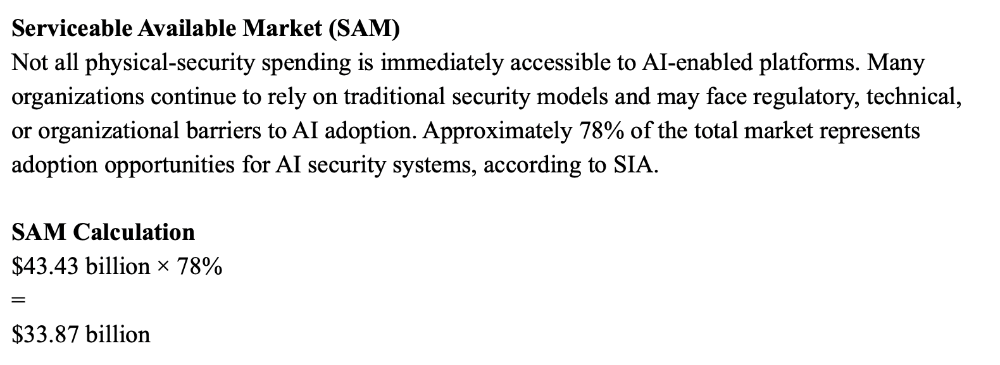 Serviceable Available Market (SAM)
Not all physical-security spending is immediately accessible to AI-enabled platforms. Many
organizations continue to rely on traditional security models and may face regulatory, technical,
or organizational barriers to AI adoption. Approximately 78% of the total market represents
adoption opportunities for AI security systems, according to SIA.
SAM Calculation
$43.43 billion × 78%
=
$33.87 billion